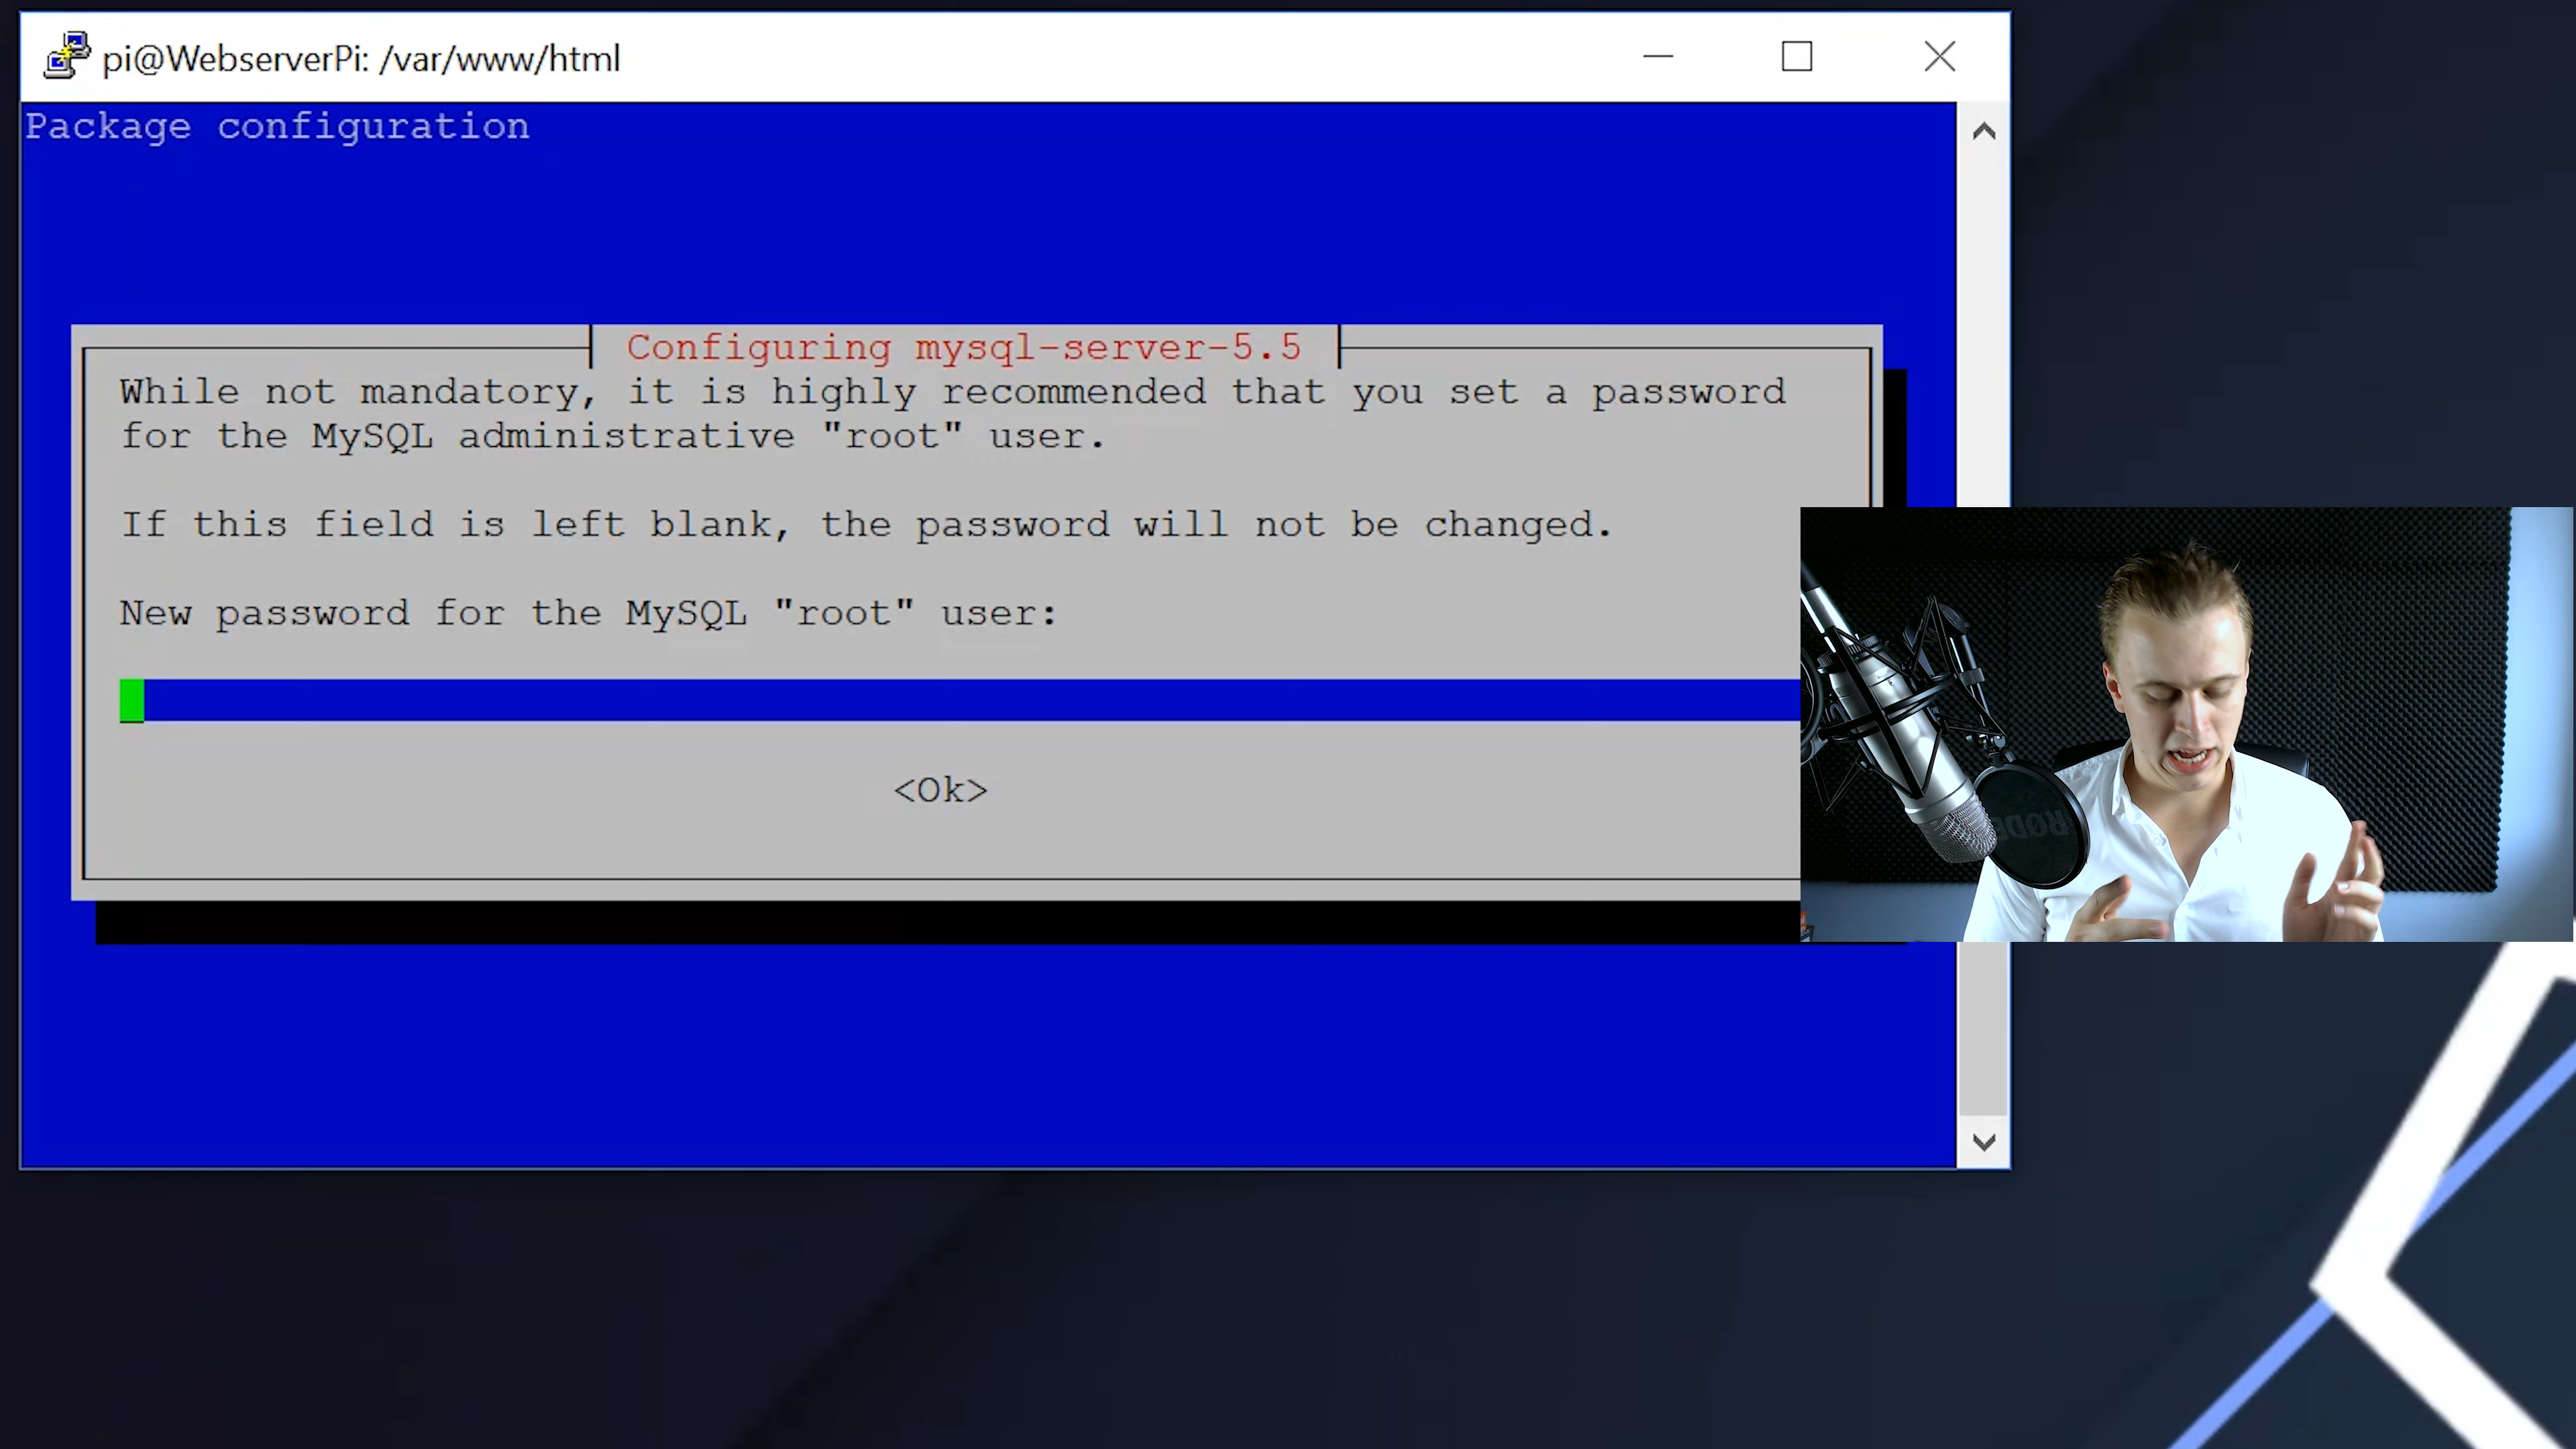 pi@WebserverPi: /var/www/html
Package configuration
Configuring mysql-server-5.5
While not mandatory, it is highly recommended that you set a password
for the MySQL administrative "root" user.
If this field is left blank, the password will not be changed.
New password for the MySQL "root" user:
<Ok>
RØDE